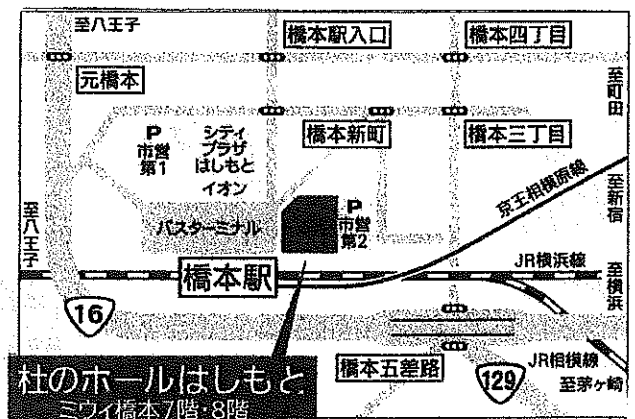 至八王子
橋本駅入口
橋本四丁目
元橋本
至町田
P
市営
第1
シティ
プラザ
はしもと
イオン
橋本新町
橋本三丁目
至八王子
バスターミナル
P
市営
第2
京王相模原線
至新宿
橋本駅
JR横浜線
至横浜
16
杜のホールはしもと
ミウィ橋本7階・8階
橋本五差路
129
JR相模線
至茅ヶ崎